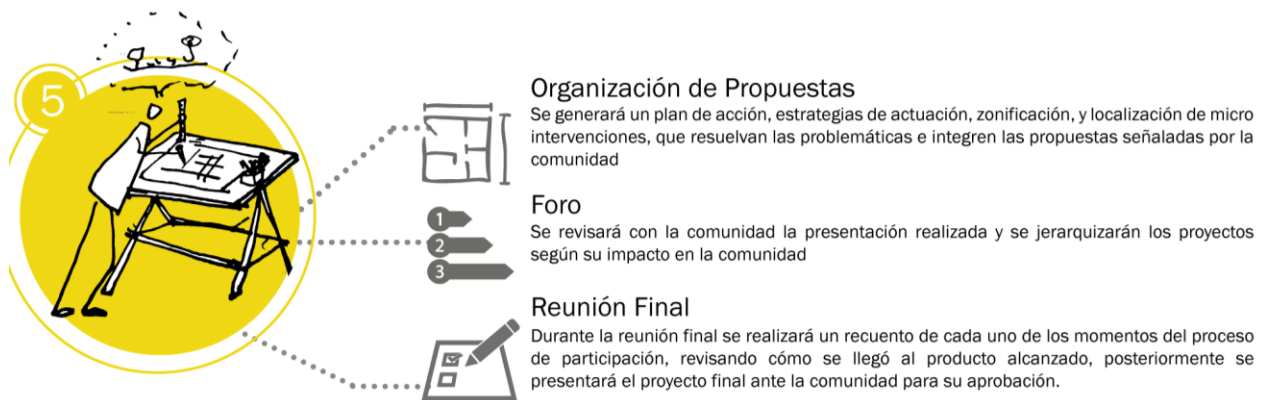 5
Organización de Propuestas
Se generará un plan de acción, estrategias de actuación, zonificación, y localización de micro
intervenciones, que resuelvan las problemáticas e integren las propuestas señaladas por la
comunidad
1
2
3
Foro
Se revisará con la comunidad la presentación realizada y se jerarquizarán los proyectos
según su impacto en la comunidad
Reunión Final
Durante la reunión final se realizará un recuento de cada uno de los momentos del proceso
de participación, revisando cómo se llegó al producto alcanzado, posteriormente se
presentará el proyecto final ante la comunidad para su aprobación.